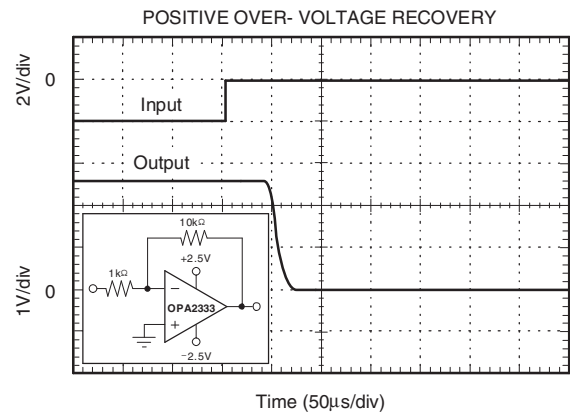 POSITIVE OVER- VOLTAGE RECOVERY
2V/div
0
Input
Output
10kΩ
+2.5V
1kΩ
OPA2333
−2.5V
1V/div
0
Time (50µs/div)